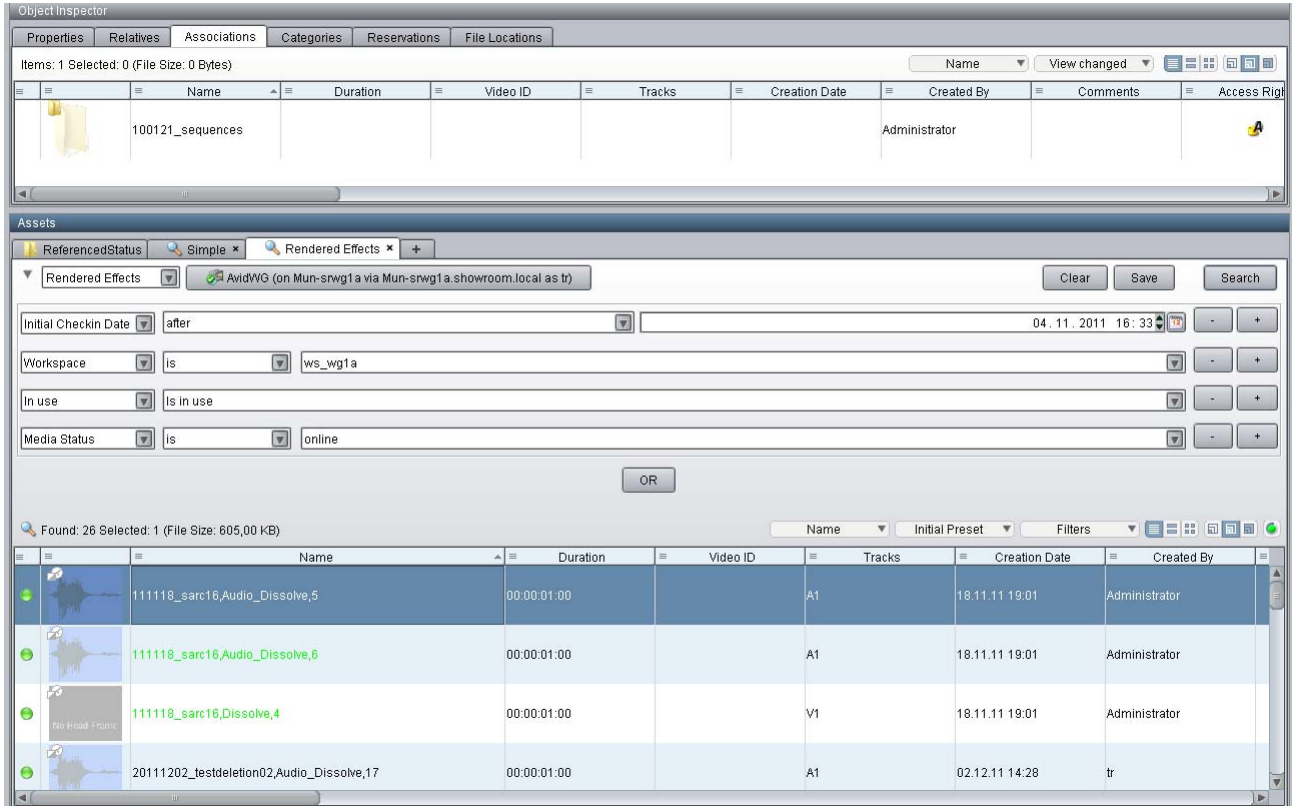 Object Inspector
Properties Relatives Associations Categories Reservations File Locations
Items: 1 Selected: 0 (File Size: 0 Bytes) Name View changed
Name Duration Video ID Tracks Creation Date Created By Comments Access Righ
100121_sequences Administrator
Assets
ReferencedStatus Simple × Rendered Effects × +
Rendered Effects AvidWG (on Mun-srwg1a via Mun-srwg1a.showroom.local as tr) Clear Save Search
Initial Checkin Date after 04.11.2011 16:33 - +
Workspace is ws_wg1a - +
In use Is in use - +
Media Status is online - +
OR
Found: 26 Selected: 1 (File Size: 605,00 KB) Name Initial Preset Filters
Name Duration Video ID Tracks Creation Date Created By
111118_sarc16,Audio_Dissolve,5 00:00:01:00 A1 18.11.11 19:01 Administrator
111118_sarc16,Audio_Dissolve,6 00:00:01:00 A1 18.11.11 19:01 Administrator
No Head Frame 111118_sarc16,Dissolve,4 00:00:01:00 V1 18.11.11 19:01 Administrator
20111202_testdeletion02,Audio_Dissolve,17 00:00:01:00 A1 02.12.11 14:28 tr